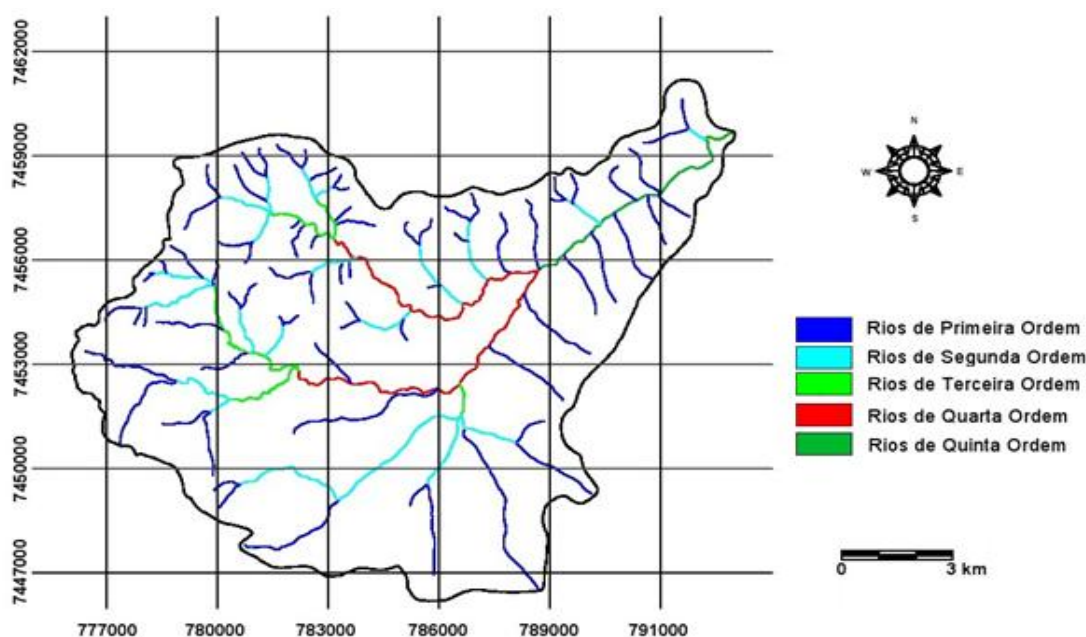 7462000
7459000
7456000
7453000
7450000
7447000
777000
780000
783000
786000
789000
791000
N
W
E
S
Rios de Primeira Ordem
Rios de Segunda Ordem
Rios de Terceira Ordem
Rios de Quarta Ordem
Rios de Quinta Ordem
0
3 km